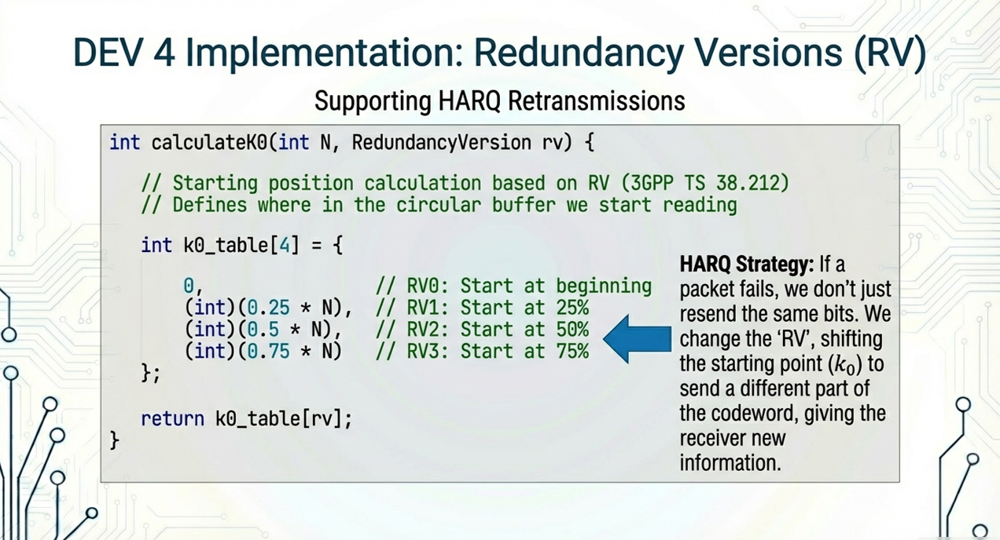 DEV 4 Implementation: Redundancy Versions (RV)
Supporting HARQ Retransmissions
int calculateK0(int N, RedundancyVersion rv) {
// Starting position calculation based on RV (3GPP TS 38.212)
// Defines where in the circular buffer we start reading
int k0_table[4] = {
0, // RV0: Start at beginning
(int)(0.25 * N), // RV1: Start at 25%
(int)(0.5 * N), // RV2: Start at 50%
(int)(0.75 * N) // RV3: Start at 75%
};
return k0_table[rv];
}
HARQ Strategy: If a
packet fails, we don’t just
resend the same bits. We
change the ‘RV’, shifting
the starting point (k₀) to
send a different part of
the codeword, giving the
receiver new
information.